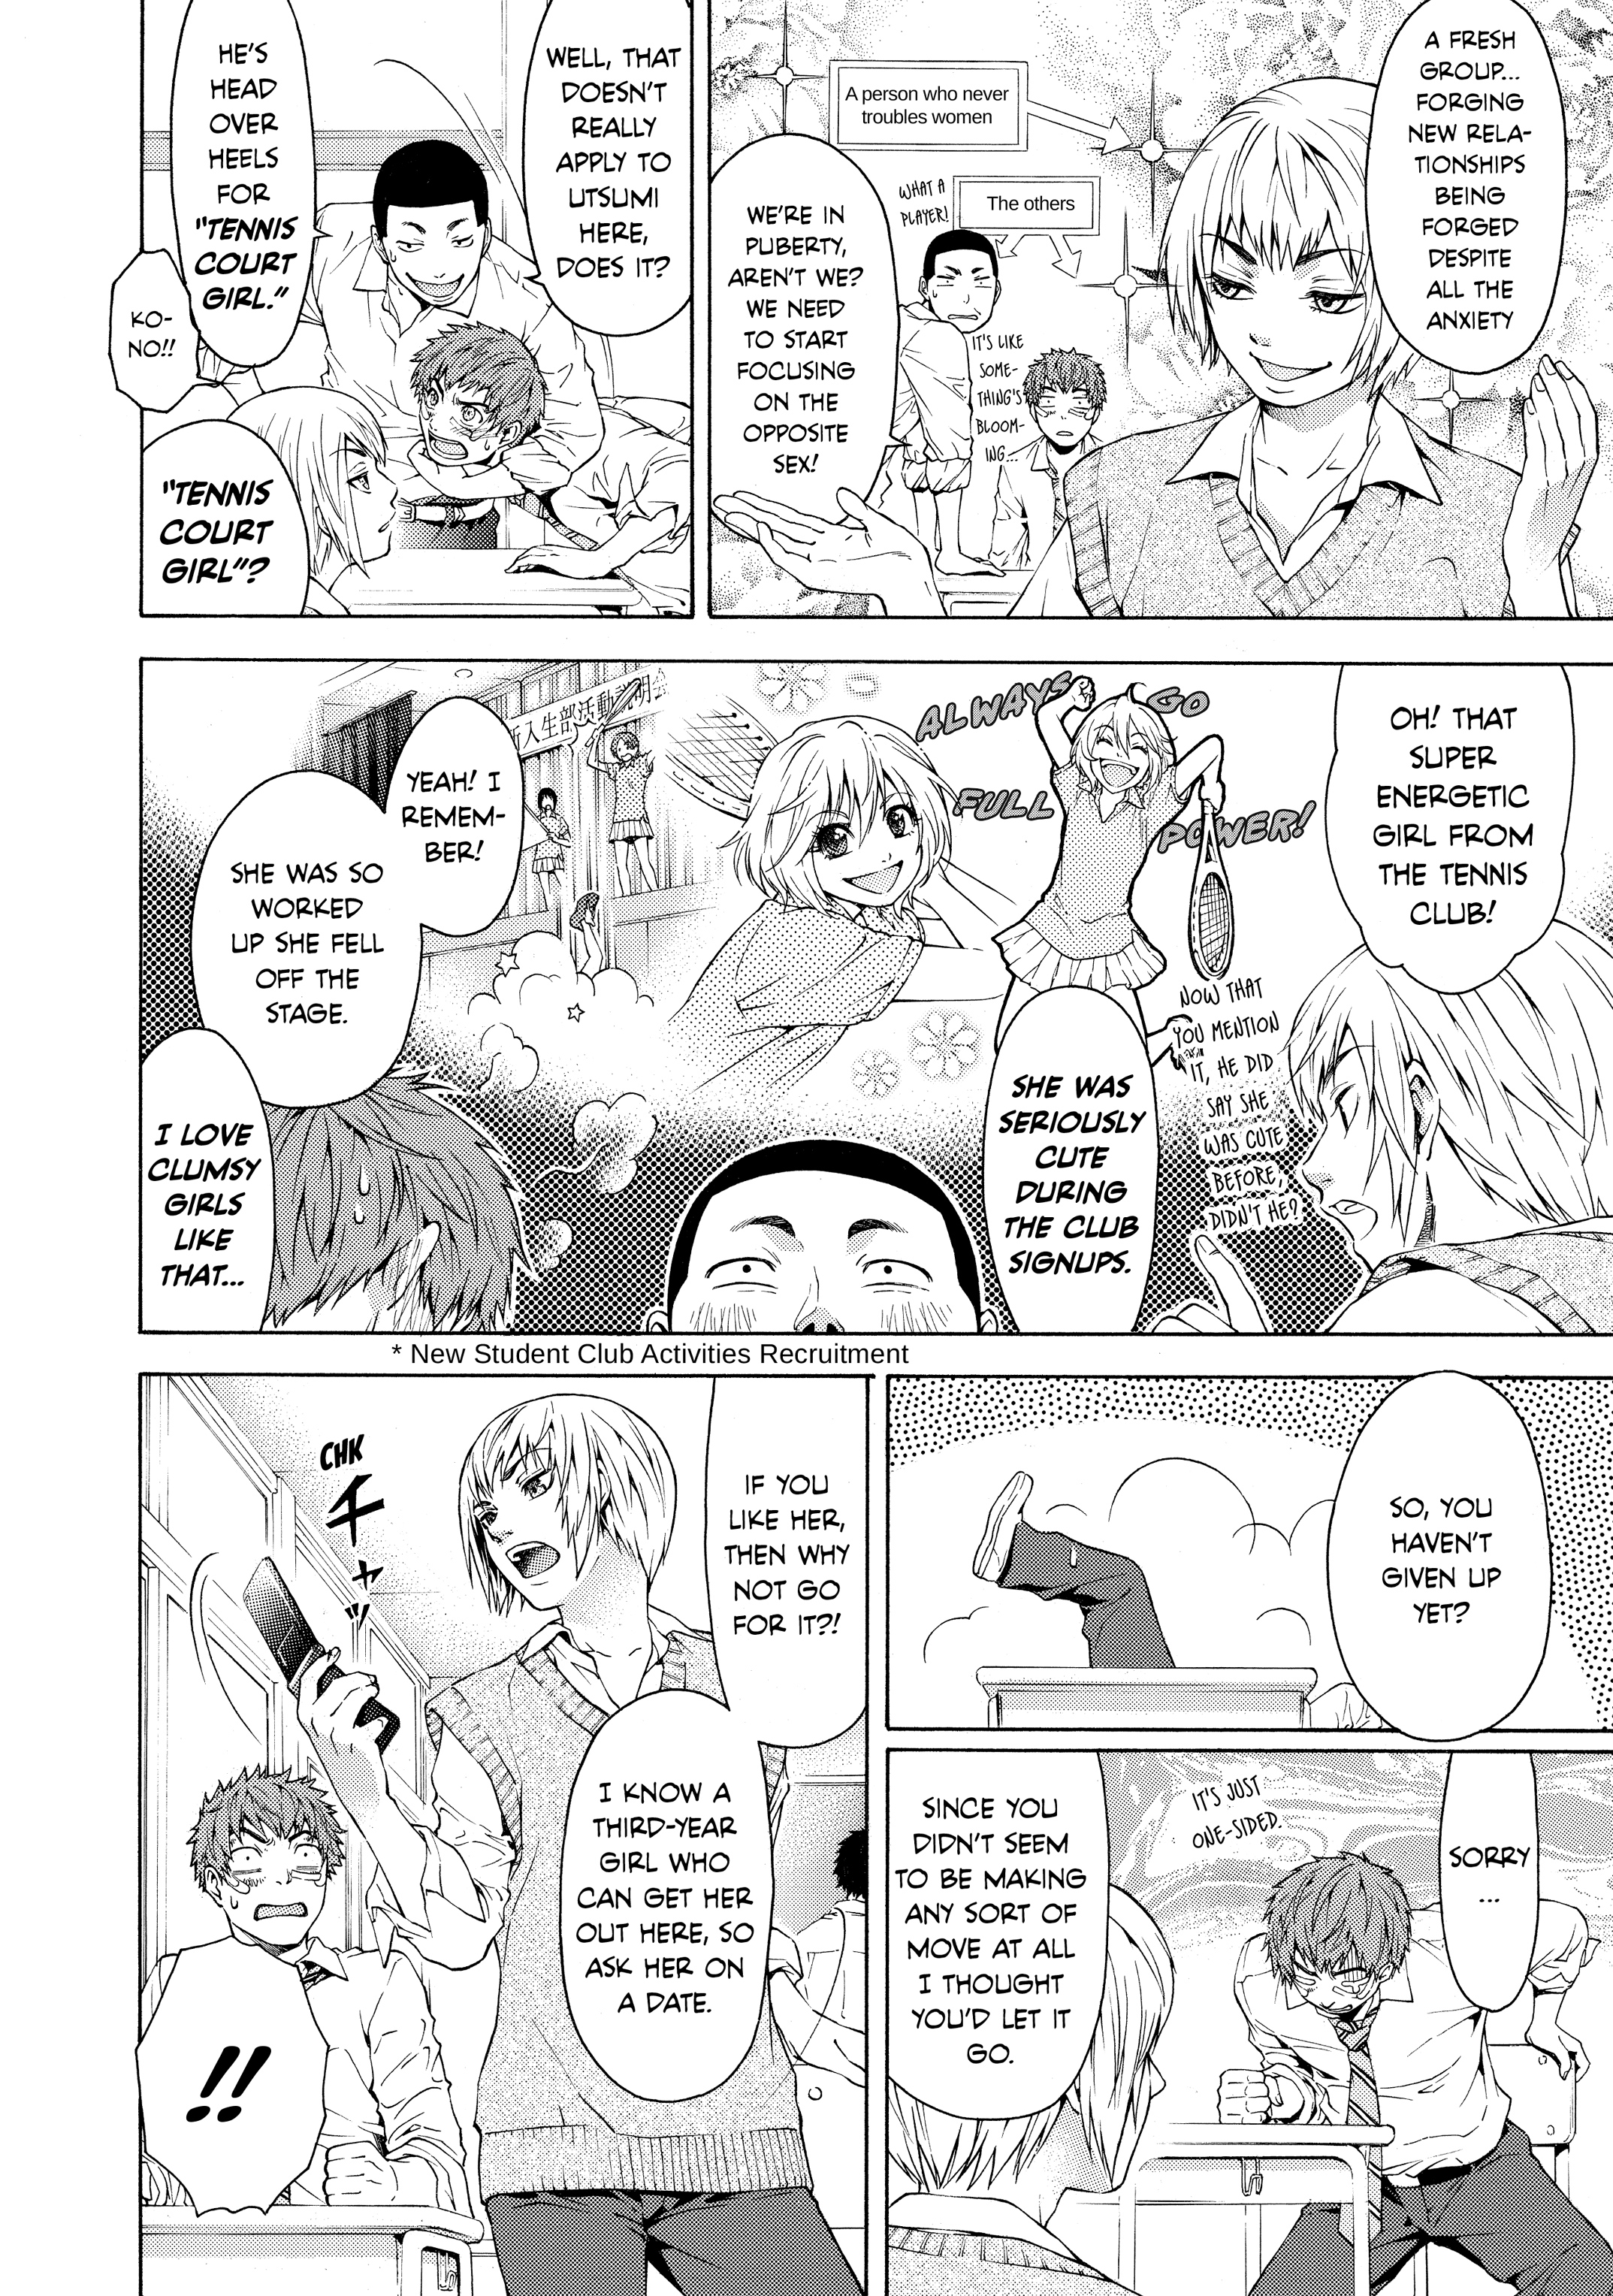 A FRESH
GROUP...
FORGING
NEW RELA-
TIONSHIPS
BEING
FORGED
DESPITE
ALL THE
ANXIETY
A person who never
troubles women
The others
WHAT A
PLAYER!
IT'S LIKE
SOME-
THING'S
BLOOM-
ING...
WE'RE IN
PUBERTY,
AREN'T WE?
WE NEED
TO START
FOCUSING
ON THE
OPPOSITE
SEX!
WELL, THAT
DOESN'T
REALLY
APPLY TO
UTSUMI
HERE,
DOES IT?
HE'S
HEAD
OVER
HEELS
FOR
"TENNIS
COURT
GIRL."
KO-
NO!!
"TENNIS
COURT
GIRL"?
OH! THAT
SUPER
ENERGETIC
GIRL FROM
THE TENNIS
CLUB!
ALWAYS GO
FULL POWER!
NOW THAT
YOU MENTION
IT, HE DID
SAY SHE
WAS CUTE
BEFORE,
DIDN'T HE?
SHE WAS
SERIOUSLY
CUTE
DURING
THE CLUB
SIGNUPS.
入生部活動説明会
YEAH! I
REMEM-
BER!
SHE WAS SO
WORKED
UP SHE FELL
OFF THE
STAGE.
I LOVE
CLUMSY
GIRLS
LIKE
THAT...
* New Student Club Activities Recruitment
SO, YOU
HAVEN'T
GIVEN UP
YET?
SORRY
...
IT'S JUST
ONE-SIDED.
SINCE YOU
DIDN'T SEEM
TO BE MAKING
ANY SORT OF
MOVE AT ALL
I THOUGHT
YOU'D LET IT
GO.
IF YOU
LIKE HER,
THEN WHY
NOT GO
FOR IT?!
CHK
チャッ
I KNOW A
THIRD-YEAR
GIRL WHO
CAN GET HER
OUT HERE, SO
ASK HER ON
A DATE.
!!